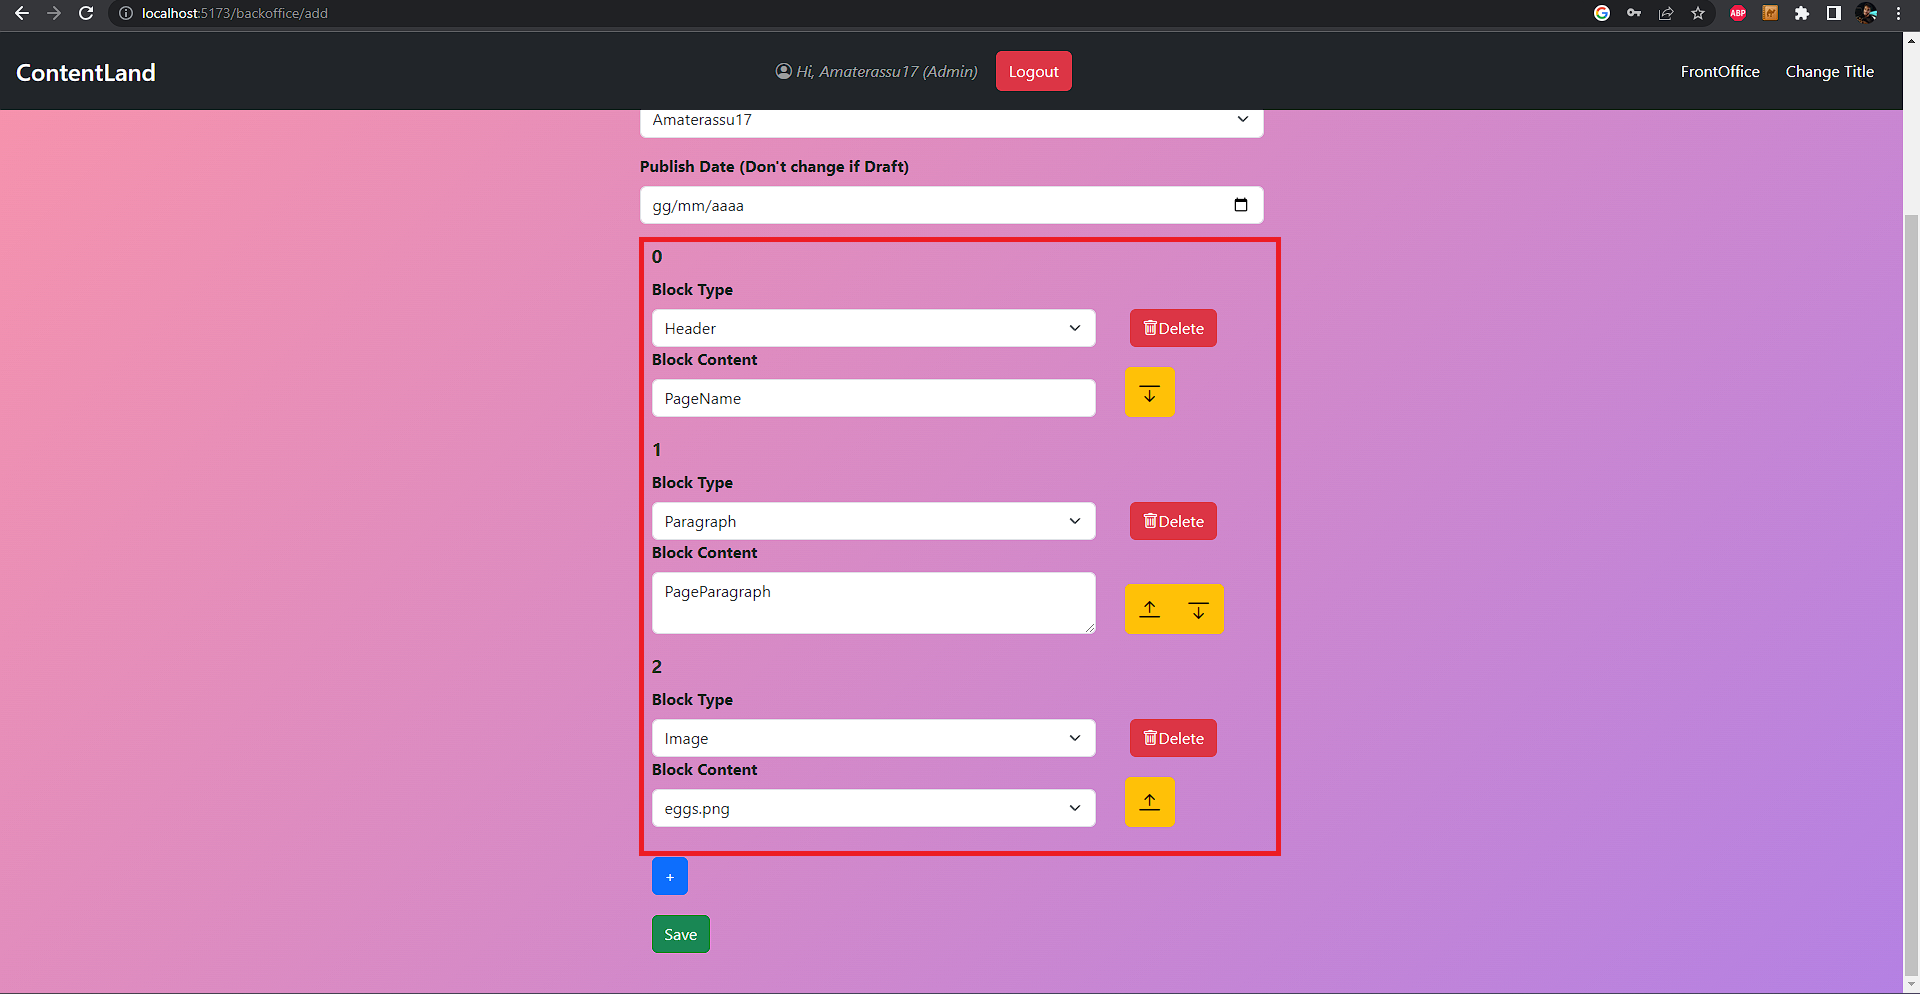 localhost:5173/backoffice/add
ABP
ContentLand
Hi, Amaterassu17 (Admin)
Logout
FrontOffice
Change Title
Amaterassu17
Publish Date (Don't change if Draft)
gg/mm/aaaa
0
Block Type
Header
Delete
Block Content
PageName
1
Block Type
Paragraph
Delete
Block Content
PageParagraph
2
Block Type
Image
Delete
Block Content
eggs.png
+
Save